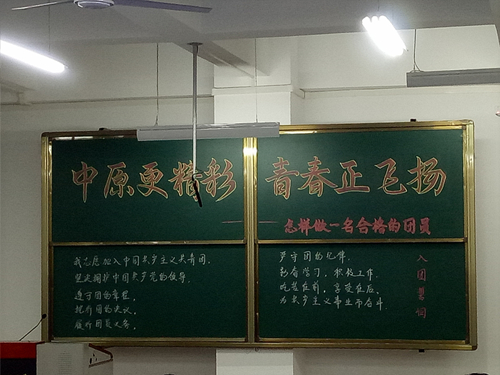 中原更精彩 青春正飞扬
怎样做一名合格的团员
我志愿加入中国共产主义共青团,
坚决拥护中国共产党的领导,
遵守团的章程,
执行团的决议,
履行团员义务,
严守团的纪律,
勤奋学习,积极工作,
吃苦在前,享受在后,
为共产主义事业而奋斗.
入团誓词